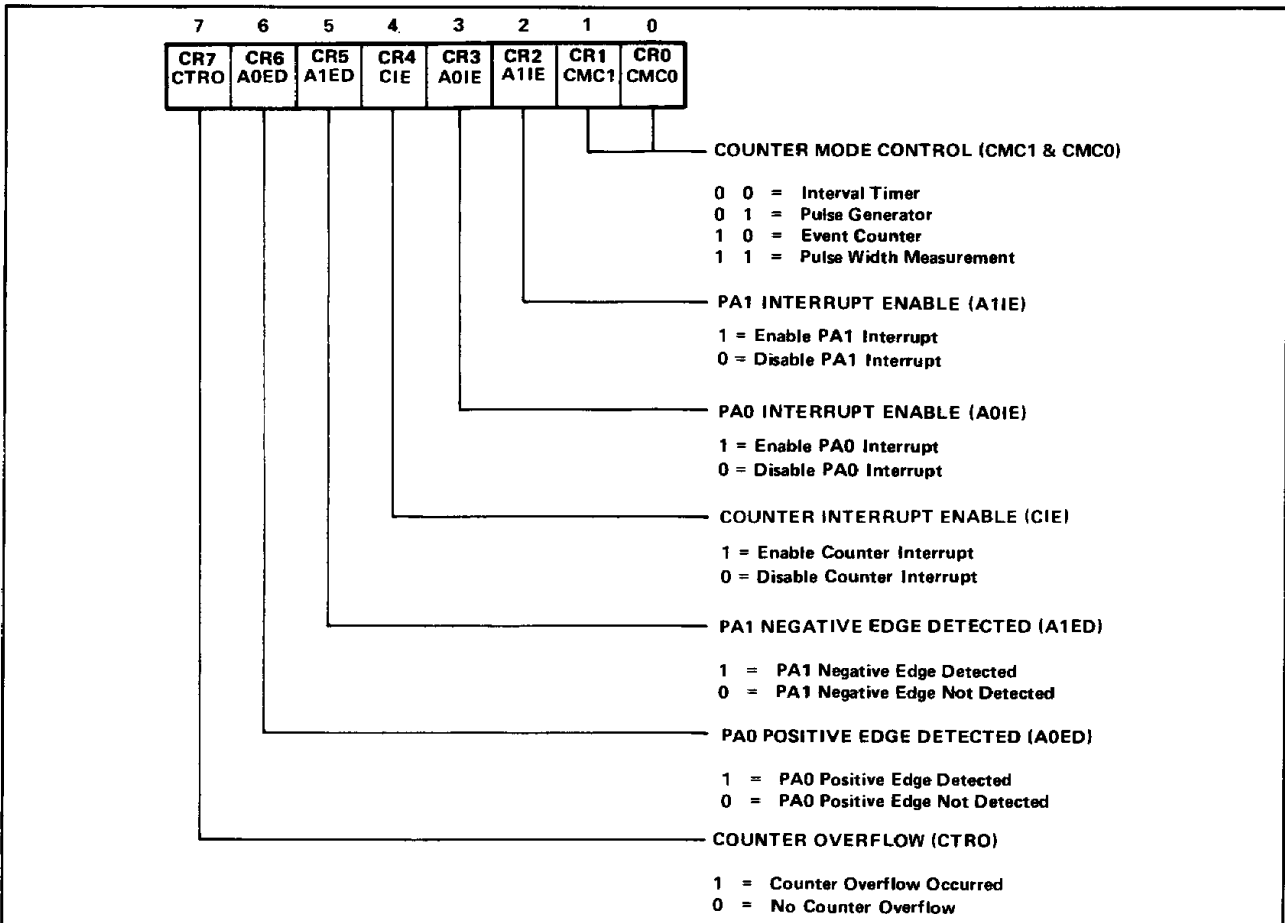 7 6 5 4 3 2 1 0
CR7 CR6 CR5 CR4 CR3 CR2 CR1 CR0
CTRO A0ED A1ED CIE A0IE A1IE CMC1 CMC0
COUNTER MODE CONTROL (CMC1 & CMC0)
0 0 = Interval Timer
0 1 = Pulse Generator
1 0 = Event Counter
1 1 = Pulse Width Measurement
PA1 INTERRUPT ENABLE (A1IE)
1 = Enable PA1 Interrupt
0 = Disable PA1 Interrupt
PA0 INTERRUPT ENABLE (A0IE)
1 = Enable PA0 Interrupt
0 = Disable PA0 Interrupt
COUNTER INTERRUPT ENABLE (CIE)
1 = Enable Counter Interrupt
0 = Disable Counter Interrupt
PA1 NEGATIVE EDGE DETECTED (A1ED)
1 = PA1 Negative Edge Detected
0 = PA1 Negative Edge Not Detected
PA0 POSITIVE EDGE DETECTED (A0ED)
1 = PA0 Positive Edge Detected
0 = PA0 Positive Edge Not Detected
COUNTER OVERFLOW (CTRO)
1 = Counter Overflow Occurred
0 = No Counter Overflow